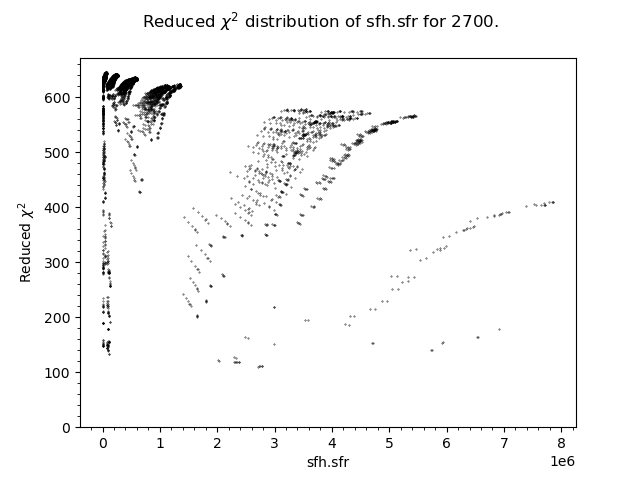 Reduced χ² distribution of sfh.sfr for 2700.
Reduced χ²
600
500
400
300
200
100
0
0 1 2 3 4 5 6 7 8
1e6
sfh.sfr